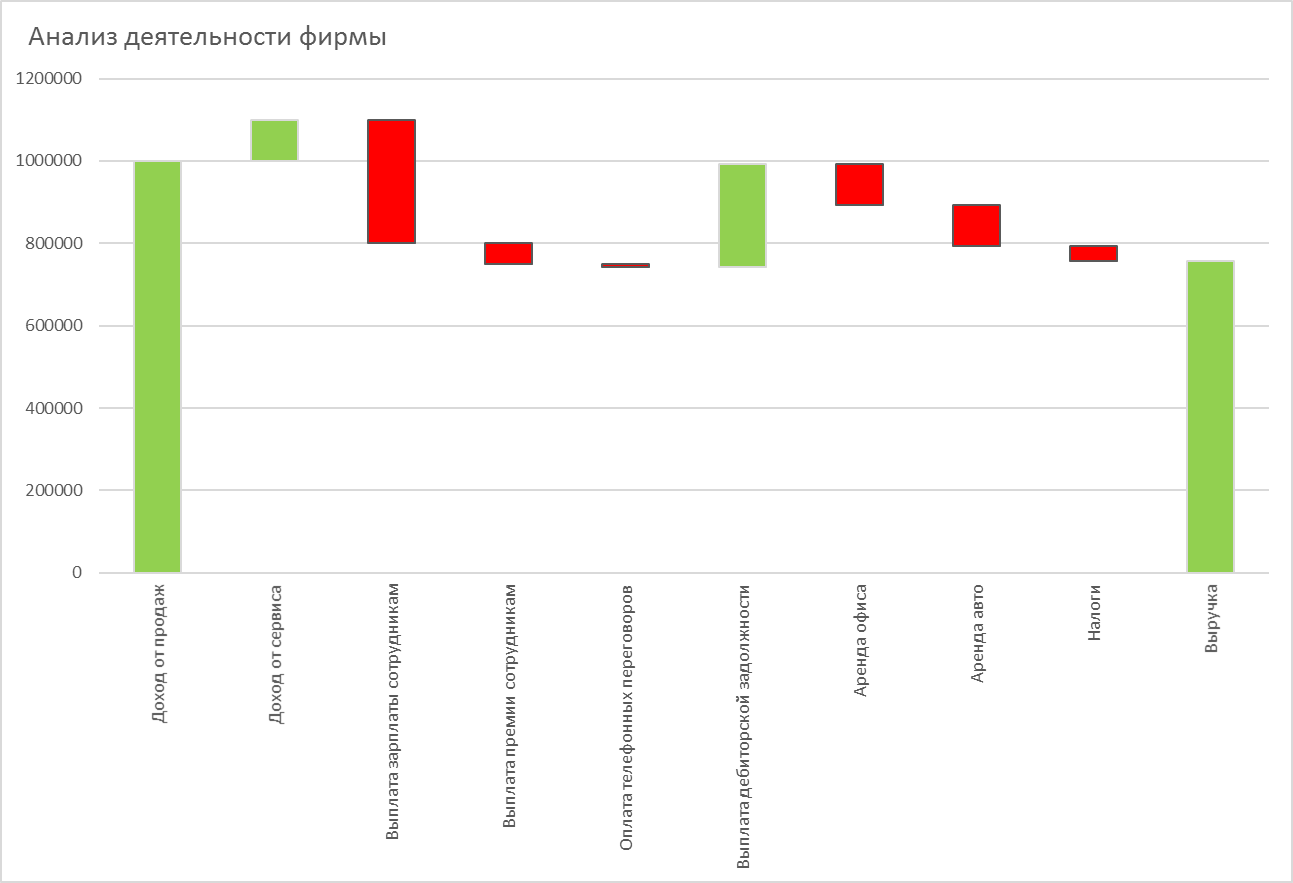 Анализ деятельности фирмы
1200000
1000000
800000
600000
400000
200000
0
Доход от продаж
Доход от сервиса
Выплата зарплаты сотрудникам
Выплата премии сотрудникам
Оплата телефонных переговоров
Выплата дебиторской задолжности
Аренда офиса
Аренда авто
Налоги
Выручка